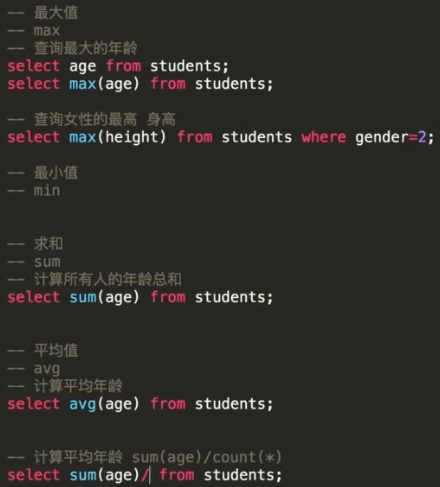 -- 最大值
-- max
-- 查询最大的年龄
select age from students;
select max(age) from students;
-- 查询女性的最高 身高
select max(height) from students where gender=2;
-- 最小值
-- min
-- 求和
-- sum
-- 计算所有人的年龄总和
select sum(age) from students;
-- 平均值
-- avg
-- 计算平均年龄
select avg(age) from students;
-- 计算平均年龄 sum(age)/count(*)
select sum(age)/ from students;